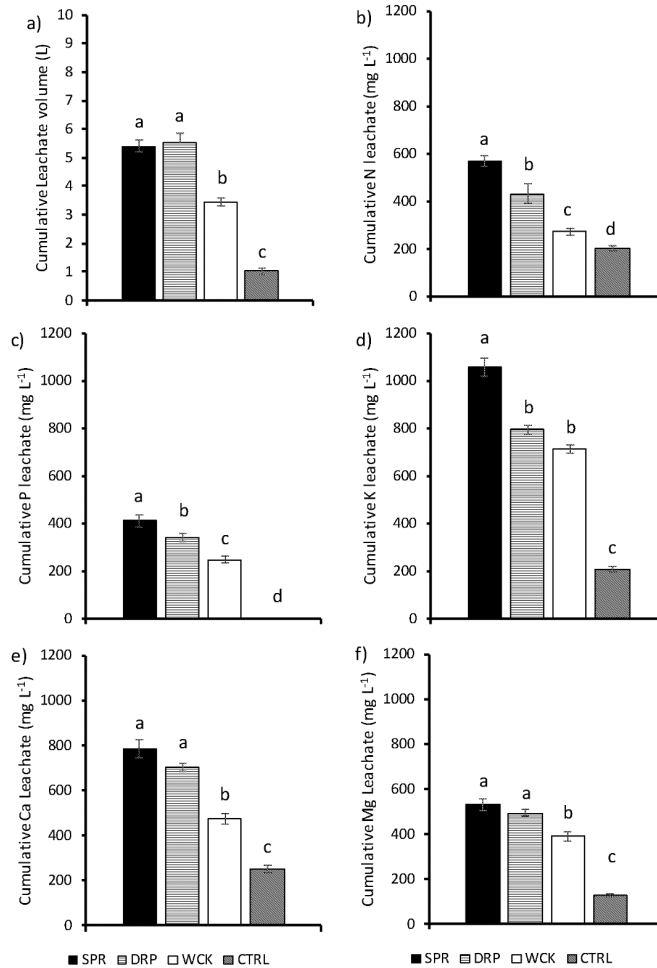 a)
Cumulative Leachate volume (L)
10
9
8
7
6
5
4
3
2
1
0
a
a
b
c
b)
Cumulative N leachate (mg L-1)
1200
1000
800
600
400
200
0
a
b
c
d
c)
Cumulative P leachate (mg L-1)
1200
1000
800
600
400
200
0
a
b
c
d
d)
Cumulative K leachate (mg L-1)
1200
1000
800
600
400
200
0
a
b
b
c
e)
Cumulative Ca Leachate (mg L-1)
1200
1000
800
600
400
200
0
a
a
b
c
f)
Cumulative Mg Leachate (mg L-1)
1200
1000
800
600
400
200
0
a
a
b
c
SPR DRP WCK CTRL
SPR DRP WCK CTRL